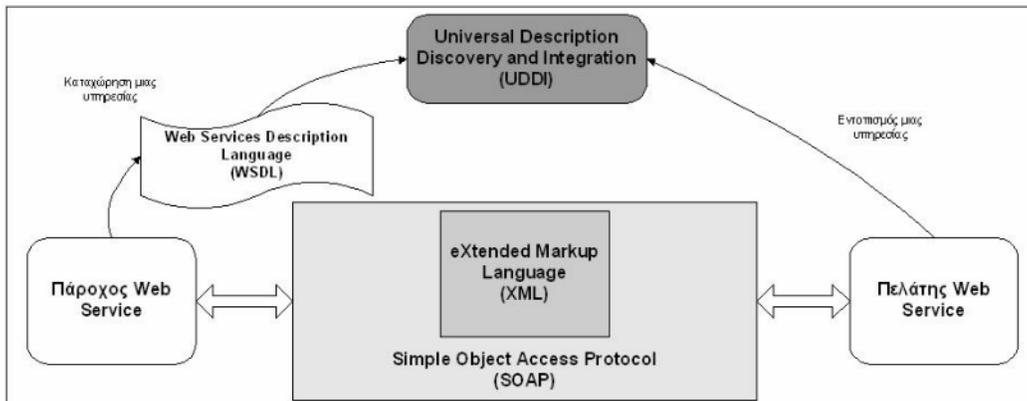 Universal Description
Discovery and Integration
(UDDI)
Καταχώρηση μιας
υπηρεσίας
Εντοπισμός μιας
υπηρεσίας
Web Services Description
Language
(WSDL)
eXtended Markup
Language
(XML)
Πάροχος Web
Service
Πελάτης Web
Service
Simple Object Access Protocol
(SOAP)